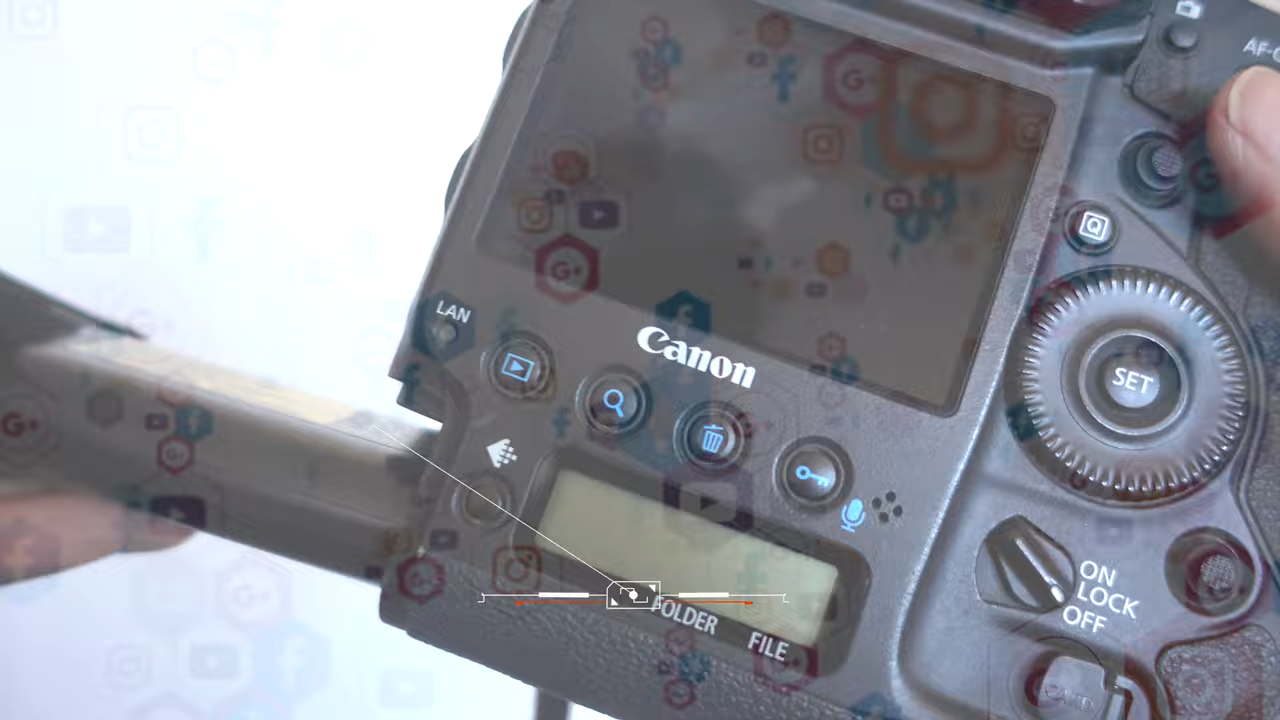 AF-
Q
LAN
Canon
SET
ON
LOCK
OFF
FOLDER
FILE
G+